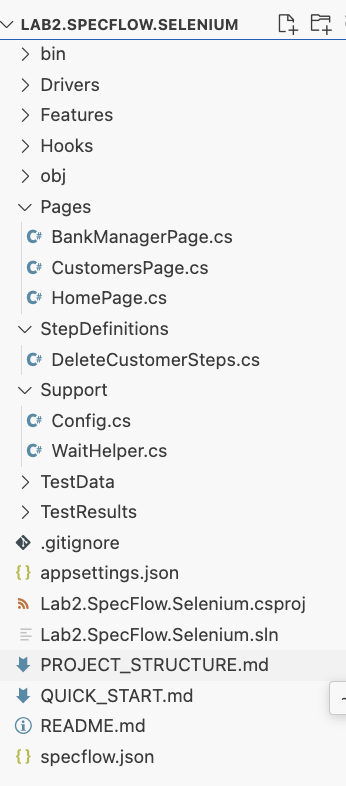 LAB2.SPECFLOW.SELENIUM
bin
Drivers
Features
Hooks
obj
Pages
C# BankManagerPage.cs
C# CustomersPage.cs
C# HomePage.cs
StepDefinitions
C# DeleteCustomerSteps.cs
Support
C# Config.cs
C# WaitHelper.cs
TestData
TestResults
.gitignore
{} appsettings.json
Lab2.SpecFlow.Selenium.csproj
Lab2.SpecFlow.Selenium.sln
PROJECT_STRUCTURE.md
QUICK_START.md
README.md
{} specflow.json